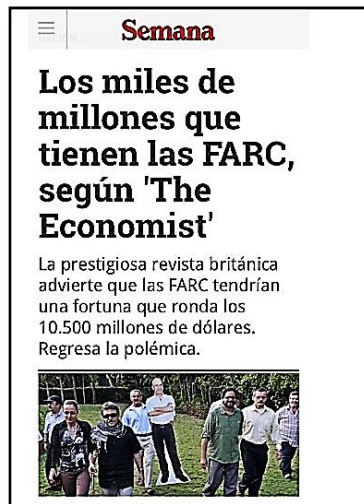 Semana
Los miles de
millones que
tienen las FARC,
según 'The
Economist'
La prestigiosa revista británica
advierte que las FARC tendrían
una fortuna que ronda los
10.500 millones de dólares.
Regresa la polémica.